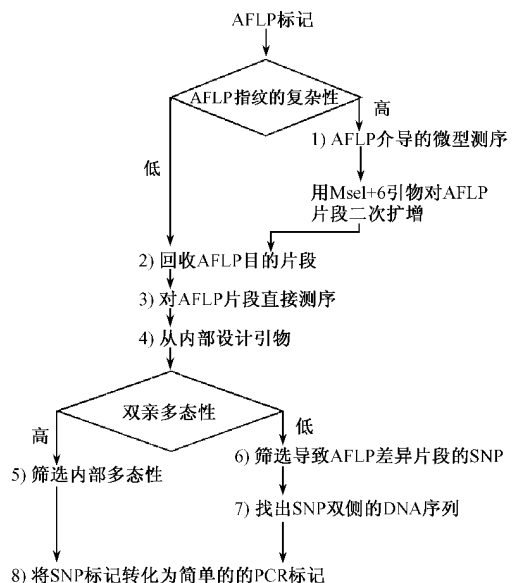 AFLP标记
AFLP指纹的复杂性
高
1) AFLP介导的微型测序
低
用Msel+6引物对AFLP
片段二次扩增
2) 回收AFLP目的片段
3) 对AFLP片段直接测序
4) 从内部设计引物
双亲多态性
高
低
5) 筛选内部多态性
6) 筛选导致AFLP差异片段的SNP
7) 找出SNP双侧的DNA序列
8) 将SNP标记转化为简单的的PCR标记